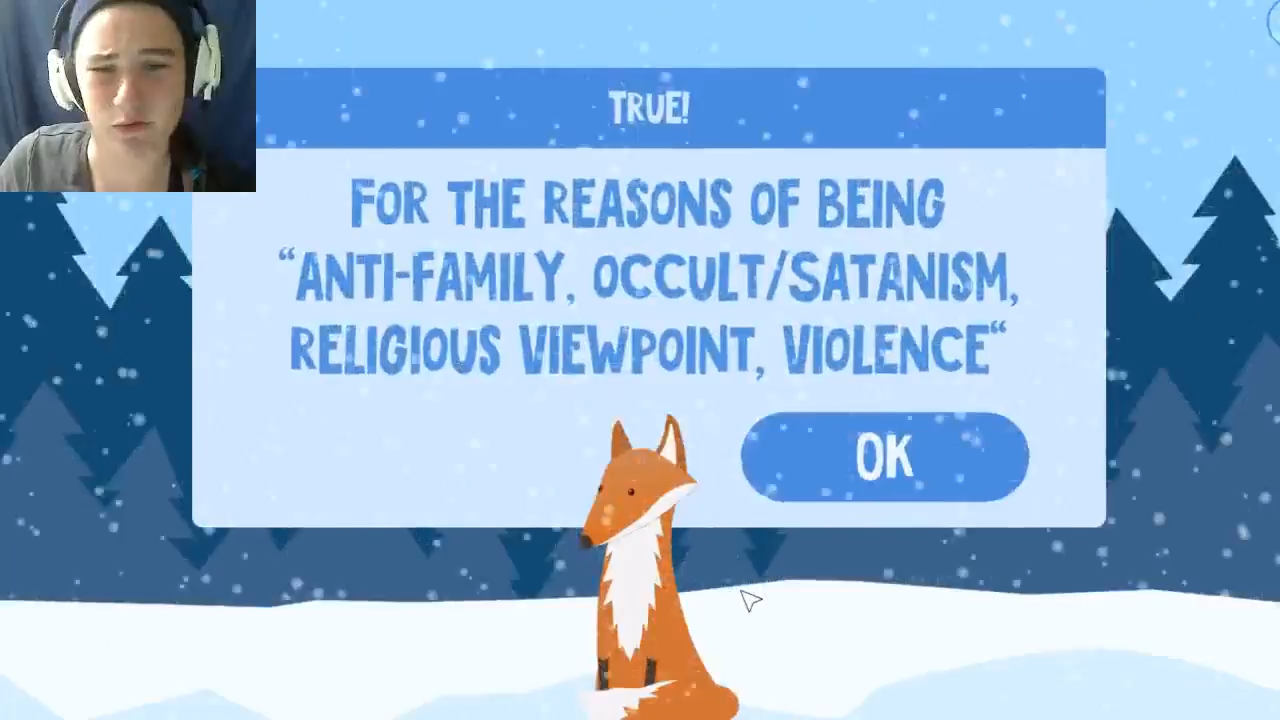 TRUE!
FOR THE REASONS OF BEING
“ANTI-FAMILY, OCCULT/SATANISM,
RELIGIOUS VIEWPOINT, VIOLENCE“
OK